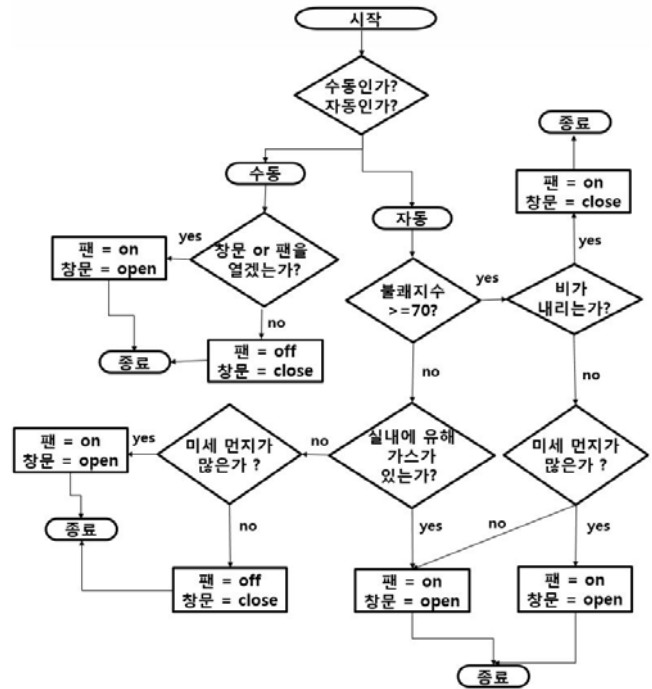 시작
수동인가?
자동인가?
종료
수동
팬 = on
창문 = close
자동
yes
팬 = on
창문 = open
yes
창문 or 팬을
열겠는가?
불쾌지수
>=70?
yes
비가
내리는가?
no
종료
팬 = off
창문 = close
no
no
팬 = on
창문 = open
yes
미세 먼지가
많은가 ?
no
실내에 유해
가스가
있는가?
미세 먼지가
많은가 ?
종료
no
yes
no
yes
팬 = off
창문 = close
팬 = on
창문 = open
팬 = on
창문 = open
종료